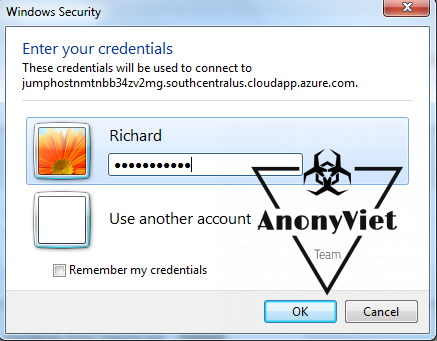 Windows Security
Enter your credentials
These credentials will be used to connect to
jumphostnmtnbb34zv2mg.southcentralus.cloudapp.azure.com.
Richard
●●●●●●●●●●●
Use another account
Remember my credentials
OK
Cancel
AnonyViet
Team